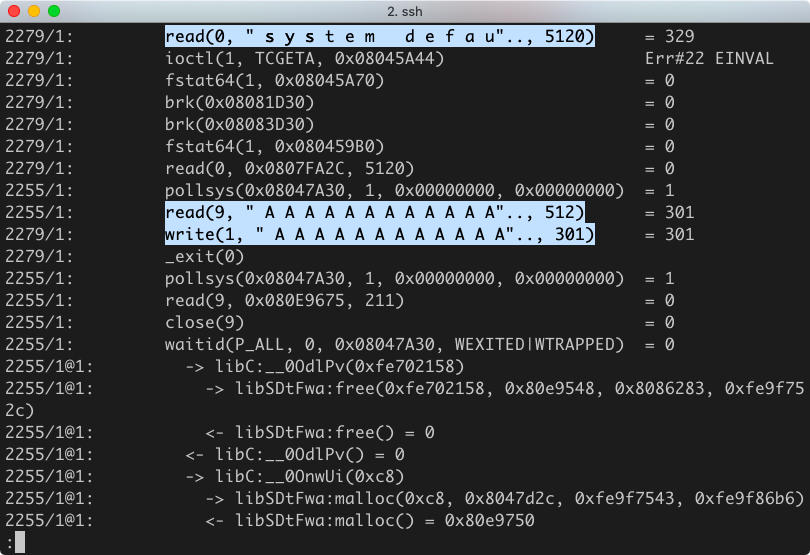 2. ssh
2279/1: read(0, " s y s t e m   d e f a u".., 5120) = 329
2279/1: ioctl(1, TCGETA, 0x08045A44) Err#22 EINVAL
2279/1: fstat64(1, 0x08045A70) = 0
2279/1: brk(0x08081D30) = 0
2279/1: brk(0x08083D30) = 0
2279/1: fstat64(1, 0x080459B0) = 0
2279/1: read(0, 0x0807FA2C, 5120) = 0
2255/1: pollsys(0x08047A30, 1, 0x00000000, 0x00000000) = 1
2255/1: read(9, " A A A A A A A A A A A A".., 512) = 301
2255/1: write(1, " A A A A A A A A A A A A".., 301) = 301
2279/1: _exit(0)
2255/1: pollsys(0x08047A30, 1, 0x00000000, 0x00000000) = 1
2255/1: read(9, 0x080E9675, 211) = 0
2255/1: close(9) = 0
2255/1: waitid(P_ALL, 0, 0x08047A30, WEXITED|WTRAPPED) = 0
2255/1@1: -> libC:__0OdlPv(0xfe702158)
2255/1@1: -> libSDtFwa:free(0xfe702158, 0x80e9548, 0x8086283, 0xfe9f75
2c)
2255/1@1: <- libSDtFwa:free() = 0
2255/1@1: <- libC:__0OdlPv() = 0
2255/1@1: -> libC:__0OnwUi(0xc8)
2255/1@1: -> libSDtFwa:malloc(0xc8, 0x8047d2c, 0xfe9f7543, 0xfe9f86b6)
2255/1@1: <- libSDtFwa:malloc() = 0x80e9750
: